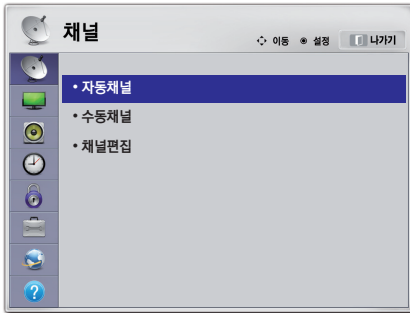 채널
이동 설정 나가기
• 자동채널
• 수동채널
• 채널편집
?